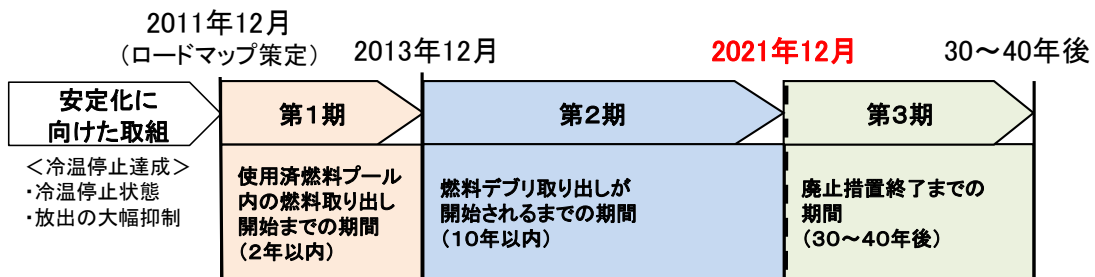 2011年12月
（ロードマップ策定）
2013年12月
2021年12月
30～40年後
安定化に
向けた取組
第１期
第２期
第３期
＜冷温停止達成＞
・冷温停止状態
・放出の大幅抑制
使用済燃料プール
内の燃料取り出し
開始までの期間
（２年以内）
燃料デブリ取り出しが
開始されるまでの期間
（１０年以内）
廃止措置終了までの
期間
（３０～４０年後）